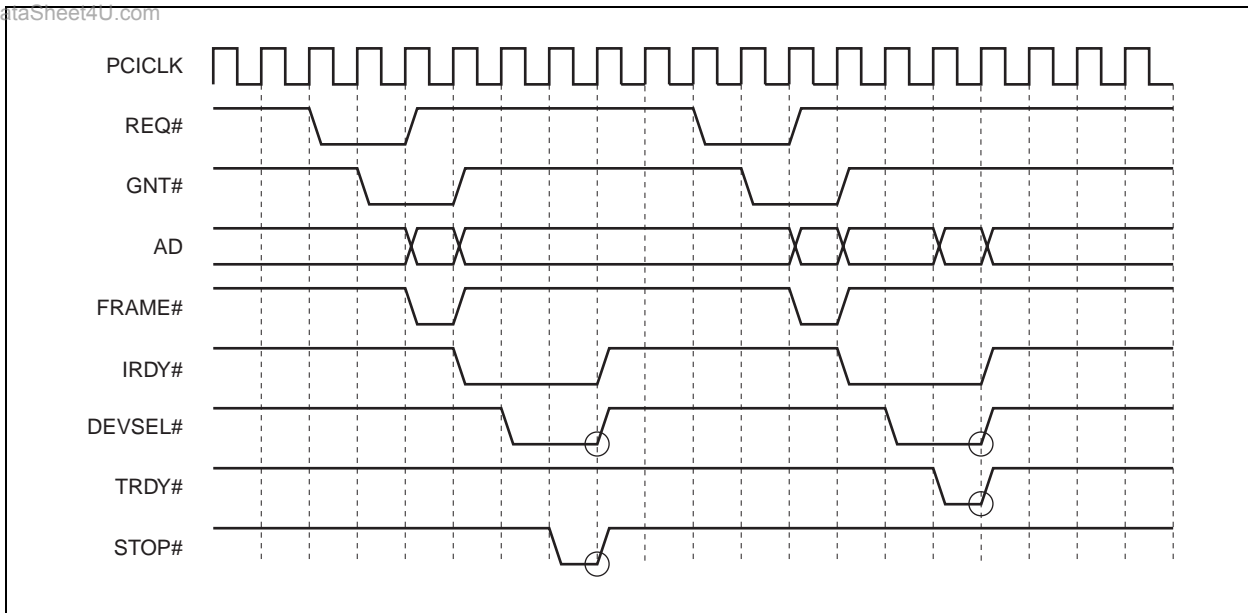 ataSheet4U.com
PCICLK
REQ#
GNT#
AD
FRAME#
IRDY#
DEVSEL#
TRDY#
STOP#